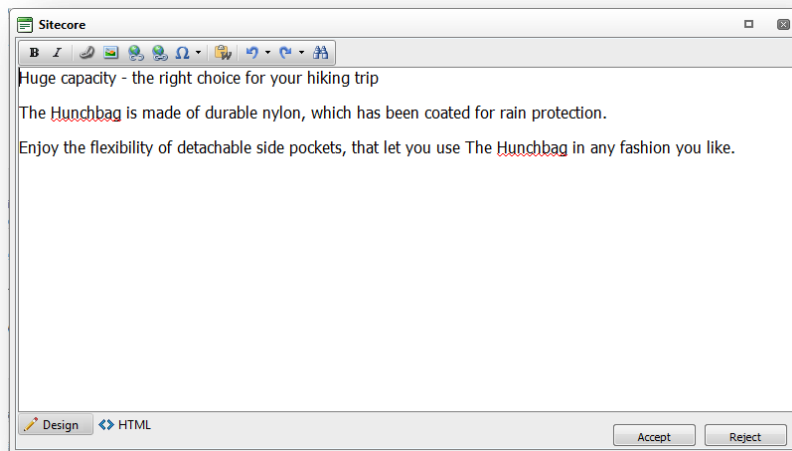 Sitecore
B I Ω W
Huge capacity - the right choice for your hiking trip
The Hunchbag is made of durable nylon, which has been coated for rain protection.
Enjoy the flexibility of detachable side pockets, that let you use The Hunchbag in any fashion you like.
Design <> HTML
Accept Reject